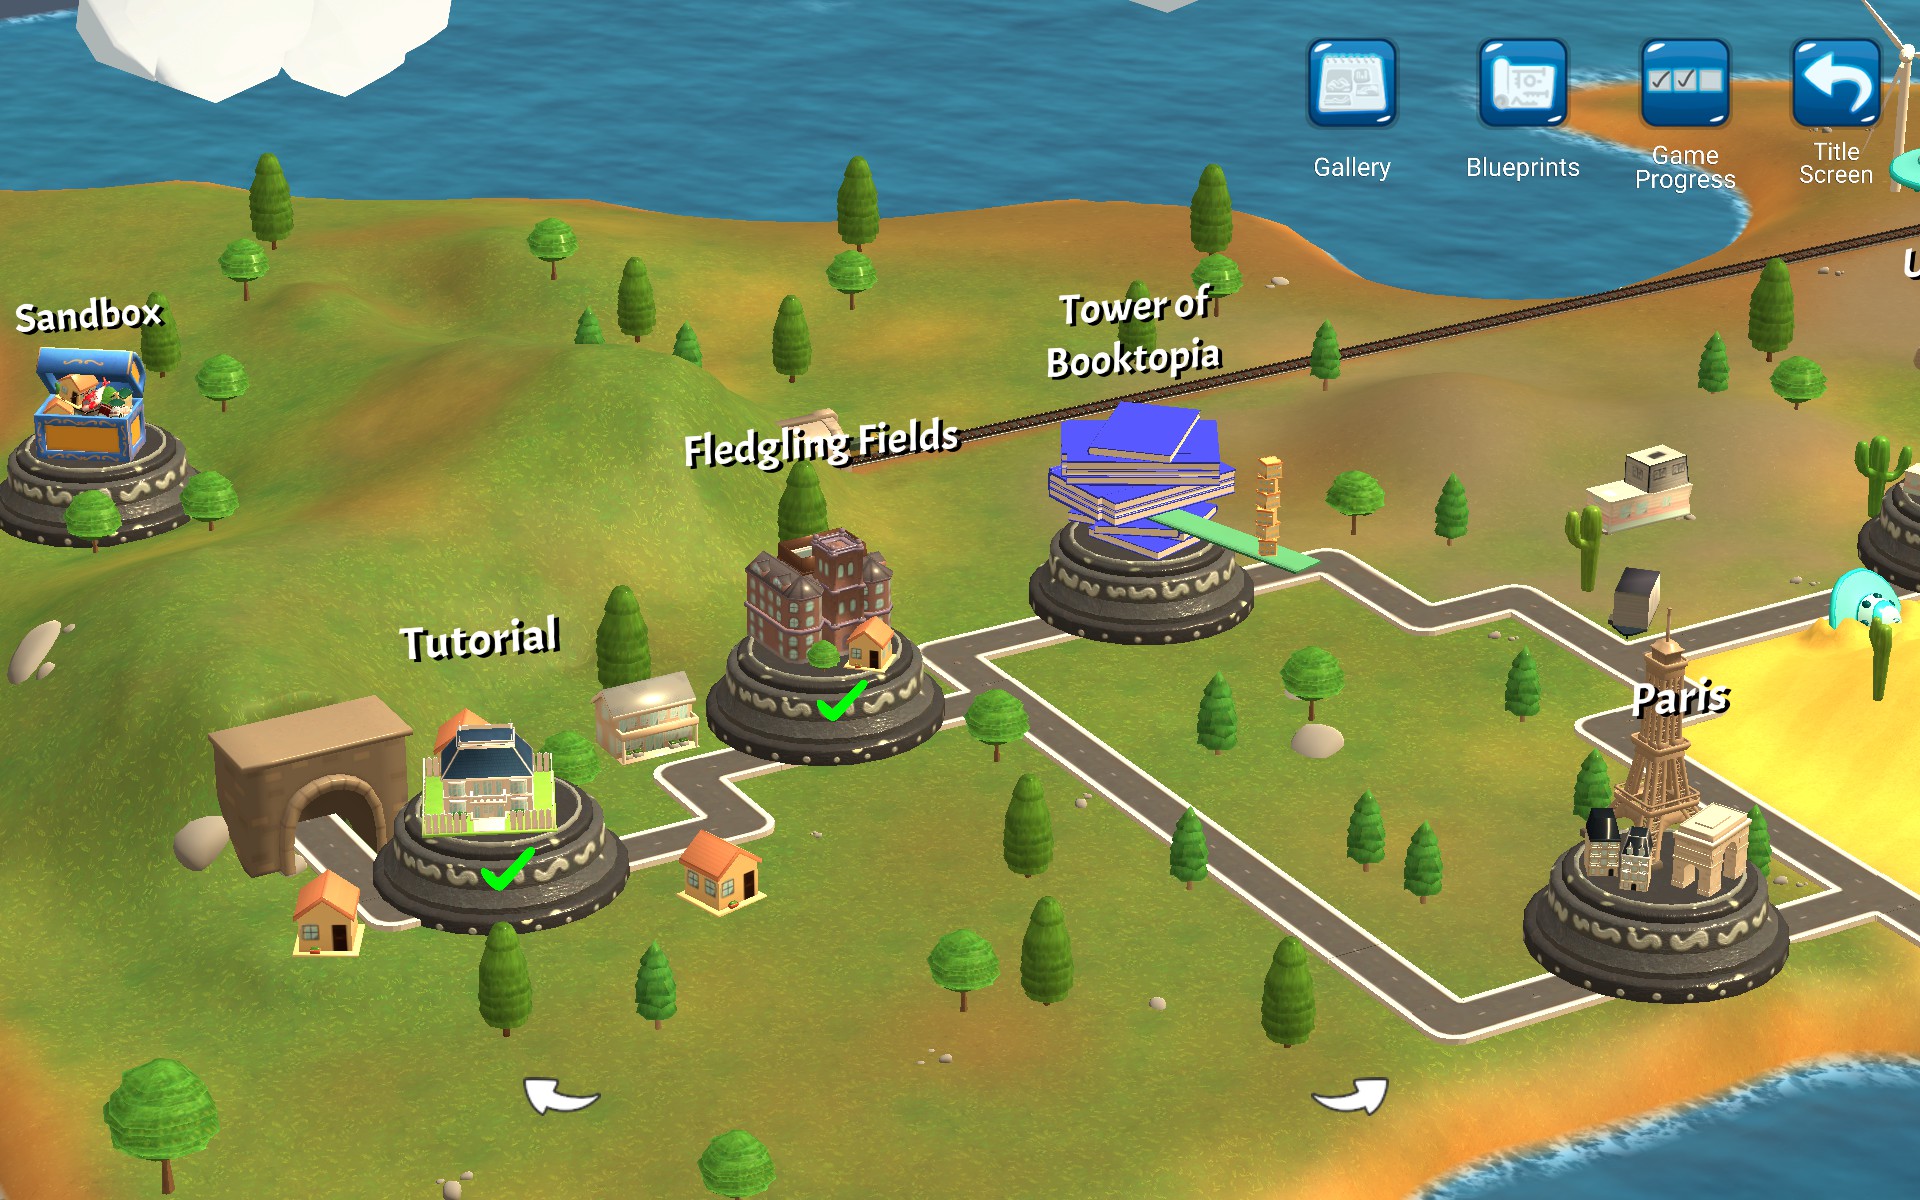 Gallery
Blueprints
Game
Progress
Title
Screen
Sandbox
Tower of
Booktopia
Fledgling Fields
Tutorial
Paris